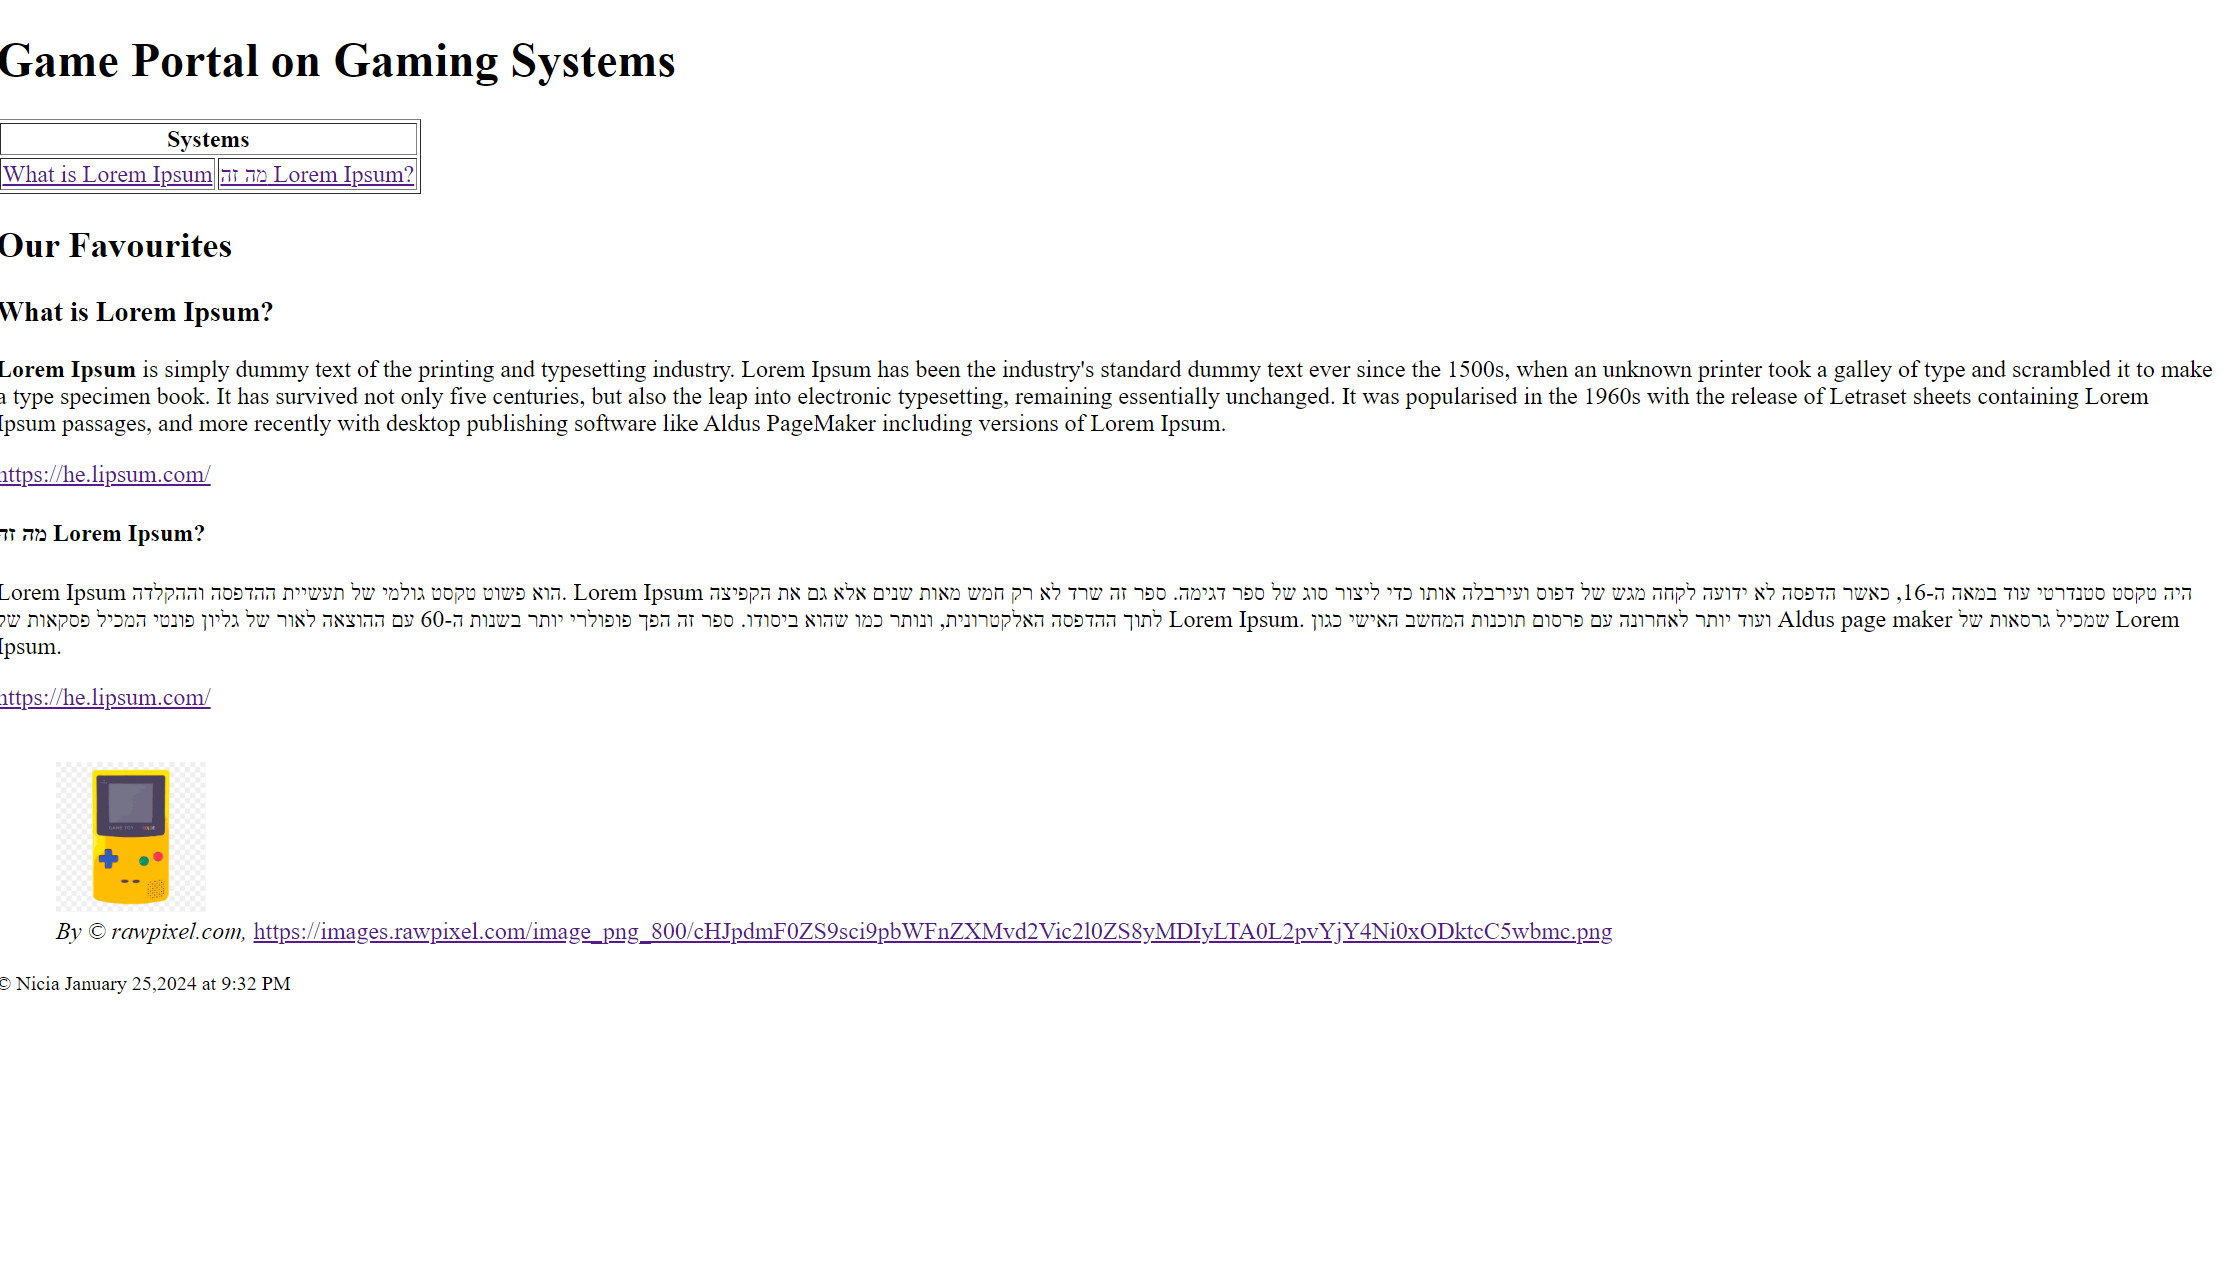 Game Portal on Gaming Systems
Systems
What is Lorem Ipsum
מה זה Lorem Ipsum?
Our Favourites
What is Lorem Ipsum?
Lorem Ipsum is simply dummy text of the printing and typesetting industry. Lorem Ipsum has been the industry's standard dummy text ever since the 1500s, when an unknown printer took a galley of type and scrambled it to make
a type specimen book. It has survived not only five centuries, but also the leap into electronic typesetting, remaining essentially unchanged. It was popularised in the 1960s with the release of Letraset sheets containing Lorem
Ipsum passages, and more recently with desktop publishing software like Aldus PageMaker including versions of Lorem Ipsum.
https://he.lipsum.com/
מה זה Lorem Ipsum?
Lorem Ipsum הוא פשוט טקסט גולמי של תעשיית ההדפסה וההקלדה. Lorem Ipsum היה טקסט סטנדרטי עוד במאה ה-16, כאשר הדפסה לא ידועה לקחה מגש של דפוס ועירבלה אותו כדי ליצור סוג של ספר דגימה. ספר זה שרד לא רק חמש מאות שנים אלא גם את הקפיצה
לתוך ההדפסה האלקטרונית, ונותר כמו שהוא ביסודו. ספר זה הפך פופולרי יותר בשנות ה-60 עם ההוצאה לאור של גליון פונטי המכיל פסקאות של Lorem Ipsum. ועוד יותר לאחרונה עם פרסום תוכנות המחשב האישי כגון Aldus page maker שמכיל גרסאות של Lorem
Ipsum.
https://he.lipsum.com/
By © rawpixel.com, https://images.rawpixel.com/image_png_800/cHJpdmF0ZS9sci9pbWFnZXMvd2Vic2l0ZS8yMDIyLTA0L2pvYjY4Ni0xODktcC5wbmc.png
© Nicia January 25,2024 at 9:32 PM